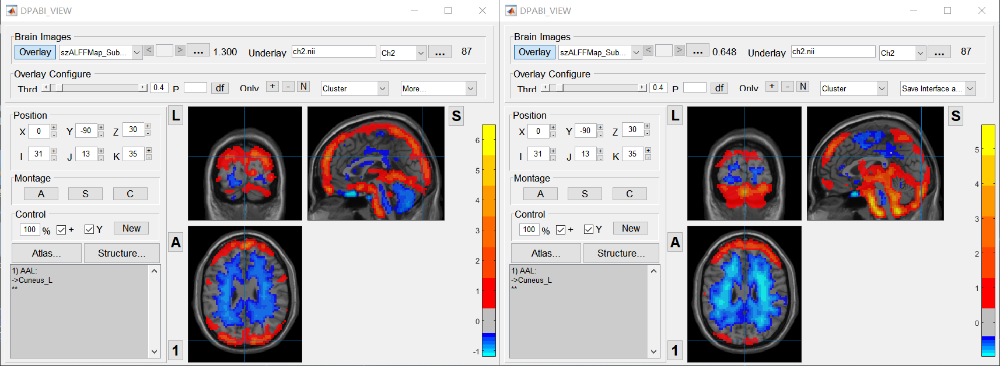 DPABI_VIEW
Brain Images
Overlay szALFFMap_Sub... < > ... 1.300 Underlay ch2.nii Ch2 ... 87
Overlay Configure
Thrd 0.4 P df Only + - N Cluster More...
Position
X 0 + - Y -90 + - Z 30 + -
I 31 + - J 13 + - K 35 + -
Montage
A S C
Control
100 % + Y New
Atlas... Structure...
1) AAL:
->Cuneus_L
**
L
S
A
1
6
5
4
3
2
1
0
-1
DPABI_VIEW
Brain Images
Overlay szALFFMap_Sub... < > ... 0.648 Underlay ch2.nii Ch2 ... 87
Overlay Configure
Thrd 0.4 P df Only + - N Cluster Save Interface a...
Position
X 0 + - Y -90 + - Z 30 + -
I 31 + - J 13 + - K 35 + -
Montage
A S C
Control
100 % + Y New
Atlas... Structure...
1) AAL:
->Cuneus_L
**
L
S
A
1
5
4
3
2
1
0